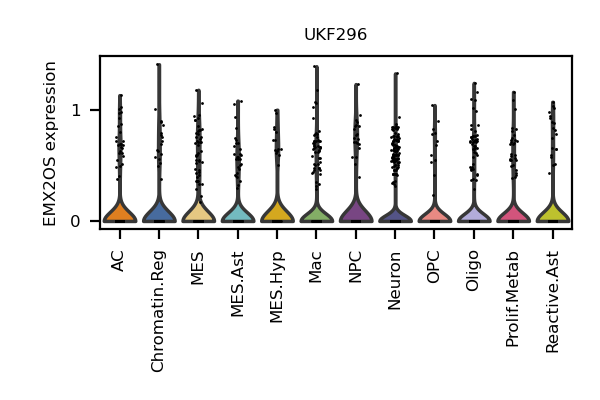 UKF296
EMX2OS expression
1
0
AC
Chromatin.Reg
MES
MES.Ast
MES.Hyp
Mac
NPC
Neuron
OPC
Oligo
Prolif.Metab
Reactive.Ast